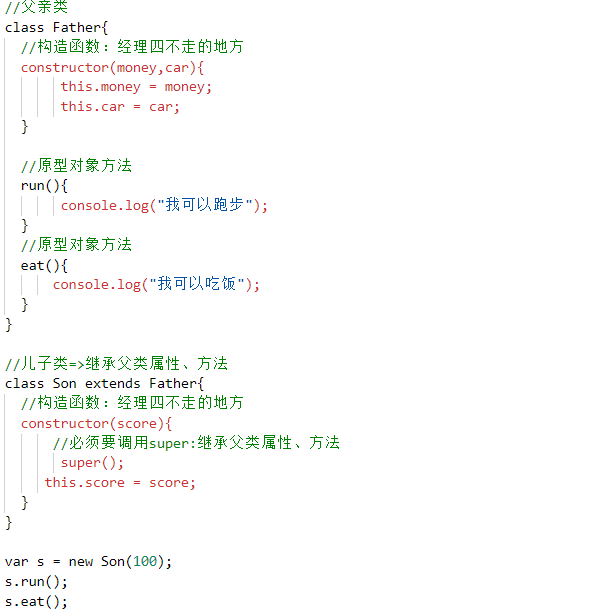 //父亲类
class Father{
//构造函数：经理四不走的地方
constructor(money,car){
this.money = money;
this.car = car;
}
//原型对象方法
run(){
console.log("我可以跑步");
}
//原型对象方法
eat(){
console.log("我可以吃饭");
}
}
//儿子类=>继承父类属性、方法
class Son extends Father{
//构造函数：经理四不走的地方
constructor(score){
//必须要调用super:继承父类属性、方法
super();
this.score = score;
}
}
var s = new Son(100);
s.run();
s.eat();